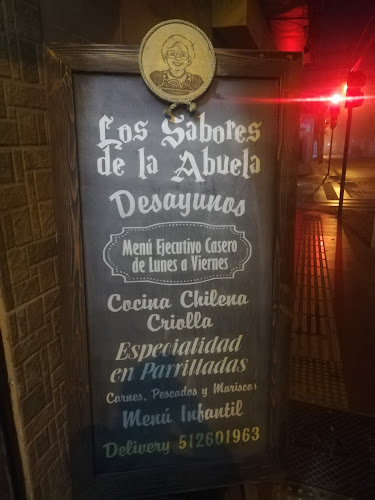 Los Sabores
de la Abuela
Desayunos
Menú Ejecutivo Casero
de Lunes a Viernes
Cocina Chilena
Criolla
Especialidad
en Parrilladas
Carnes, Pescados y Mariscos
Menú Infantil
Delivery 512601963